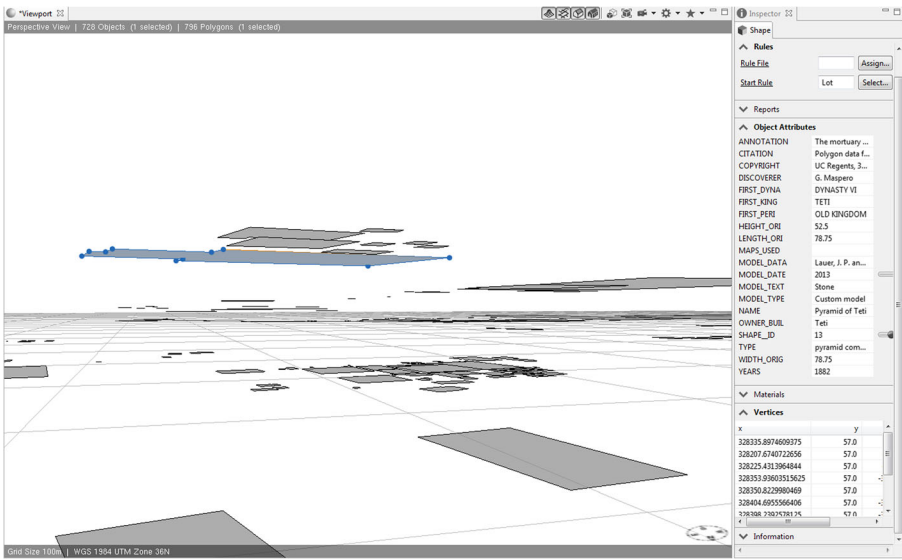 *Viewport
Perspective View | 728 Objects (1 selected) | 796 Polygons (1 selected)
Grid Size 100m | WGS 1984 UTM Zone 36N
Inspector
Shape
Rules
Rule File Assign...
Start Rule Lot Select...
Reports
Object Attributes
ANNOTATION The mortuary ...
CITATION Polygon data f...
COPYRIGHT UC Regents, 3...
DISCOVERER G. Maspero
FIRST_DYNA DYNASTY VI
FIRST_KING TETI
FIRST_PERI OLD KINGDOM
HEIGHT_ORI 52.5
LENGTH_ORI 78.75
MAPS_USED
MODEL_DATA Lauer, J. P. an...
MODEL_DATE 2013
MODEL_TEXT Stone
MODEL_TYPE Custom model
NAME Pyramid of Teti
OWNER_BUIL Teti
SHAPE_ID 13
TYPE pyramid com...
WIDTH_ORIG 78.75
YEARS 1882
Materials
Vertices
x y
328335.8974609375 57.0
328207.6740722656 57.0
328225.4313964844 57.0
328353.93603515625 57.0
328350.8229980469 57.0
328404.6955566406 57.0
328398.2392578125 57.0
Information